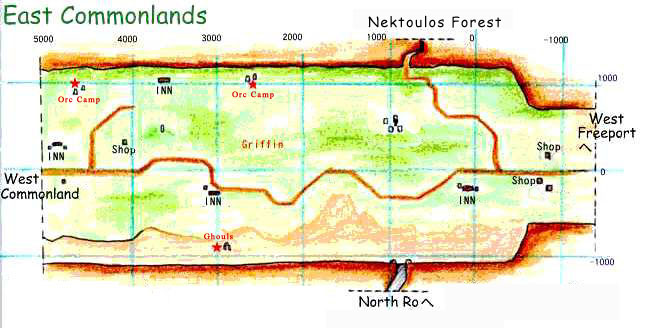 East Commonlands
Nektoulos Forest
5000 4000 3000 2000 1000 0 -1000
1000
INN
Orc Camp
Orc Camp
West
Freeport
Griffin
Shop
Shop
INN
0
West
Commonland
Shop
INN
INN
Ghouls
-1000
North Ro